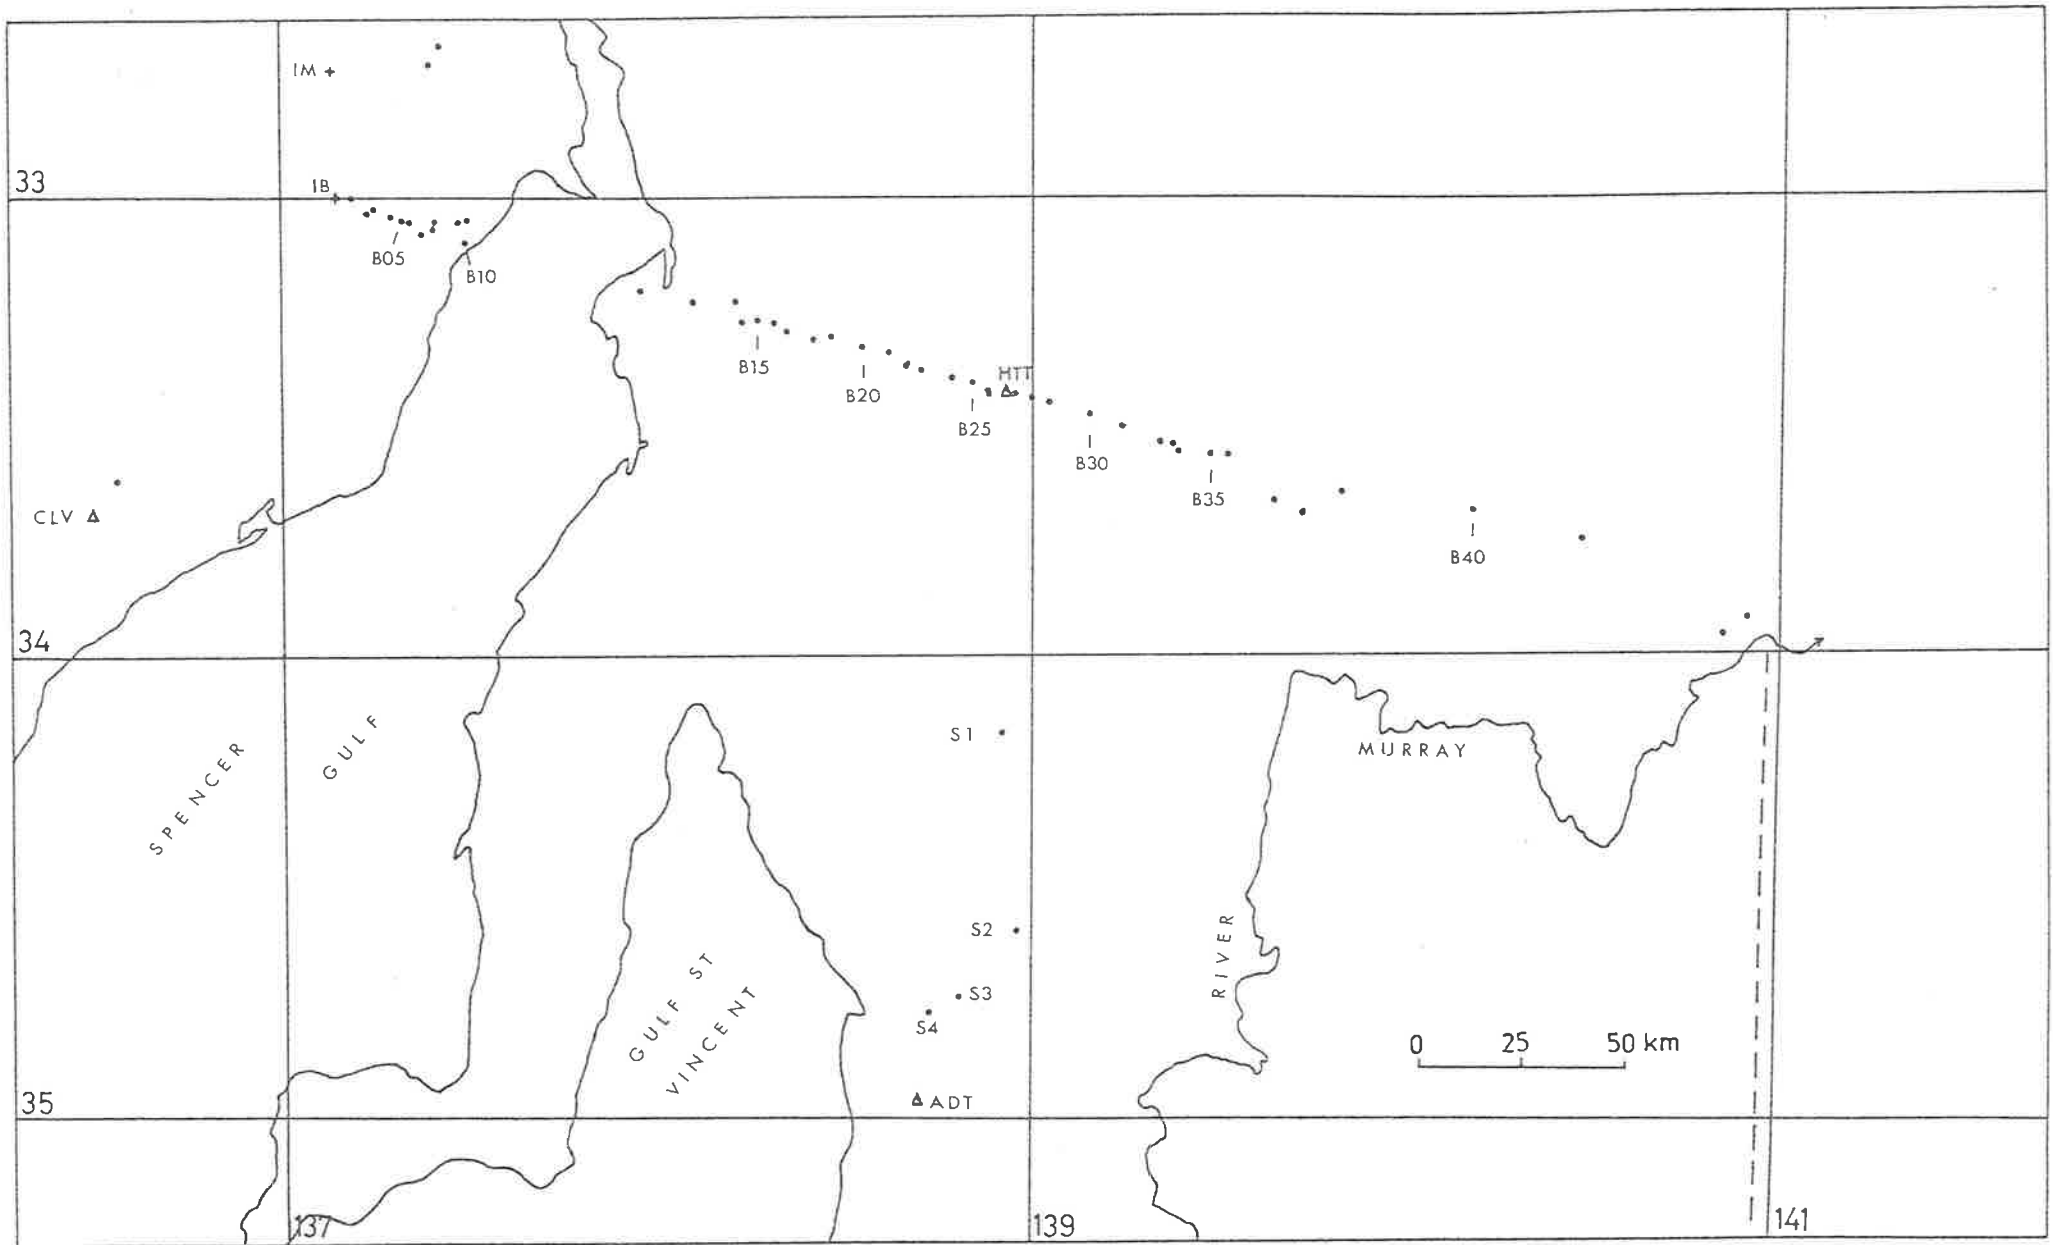 IM
33
IB
B05
B10
B15
B20
HTT
B25
B30
B35
CLV
B40
34
SPENCER
GULF
S1
MURRAY
RIVER
S2
S3
S4
GULF ST
VINCENT
0 25 50 km
35
ADT
137
139
141